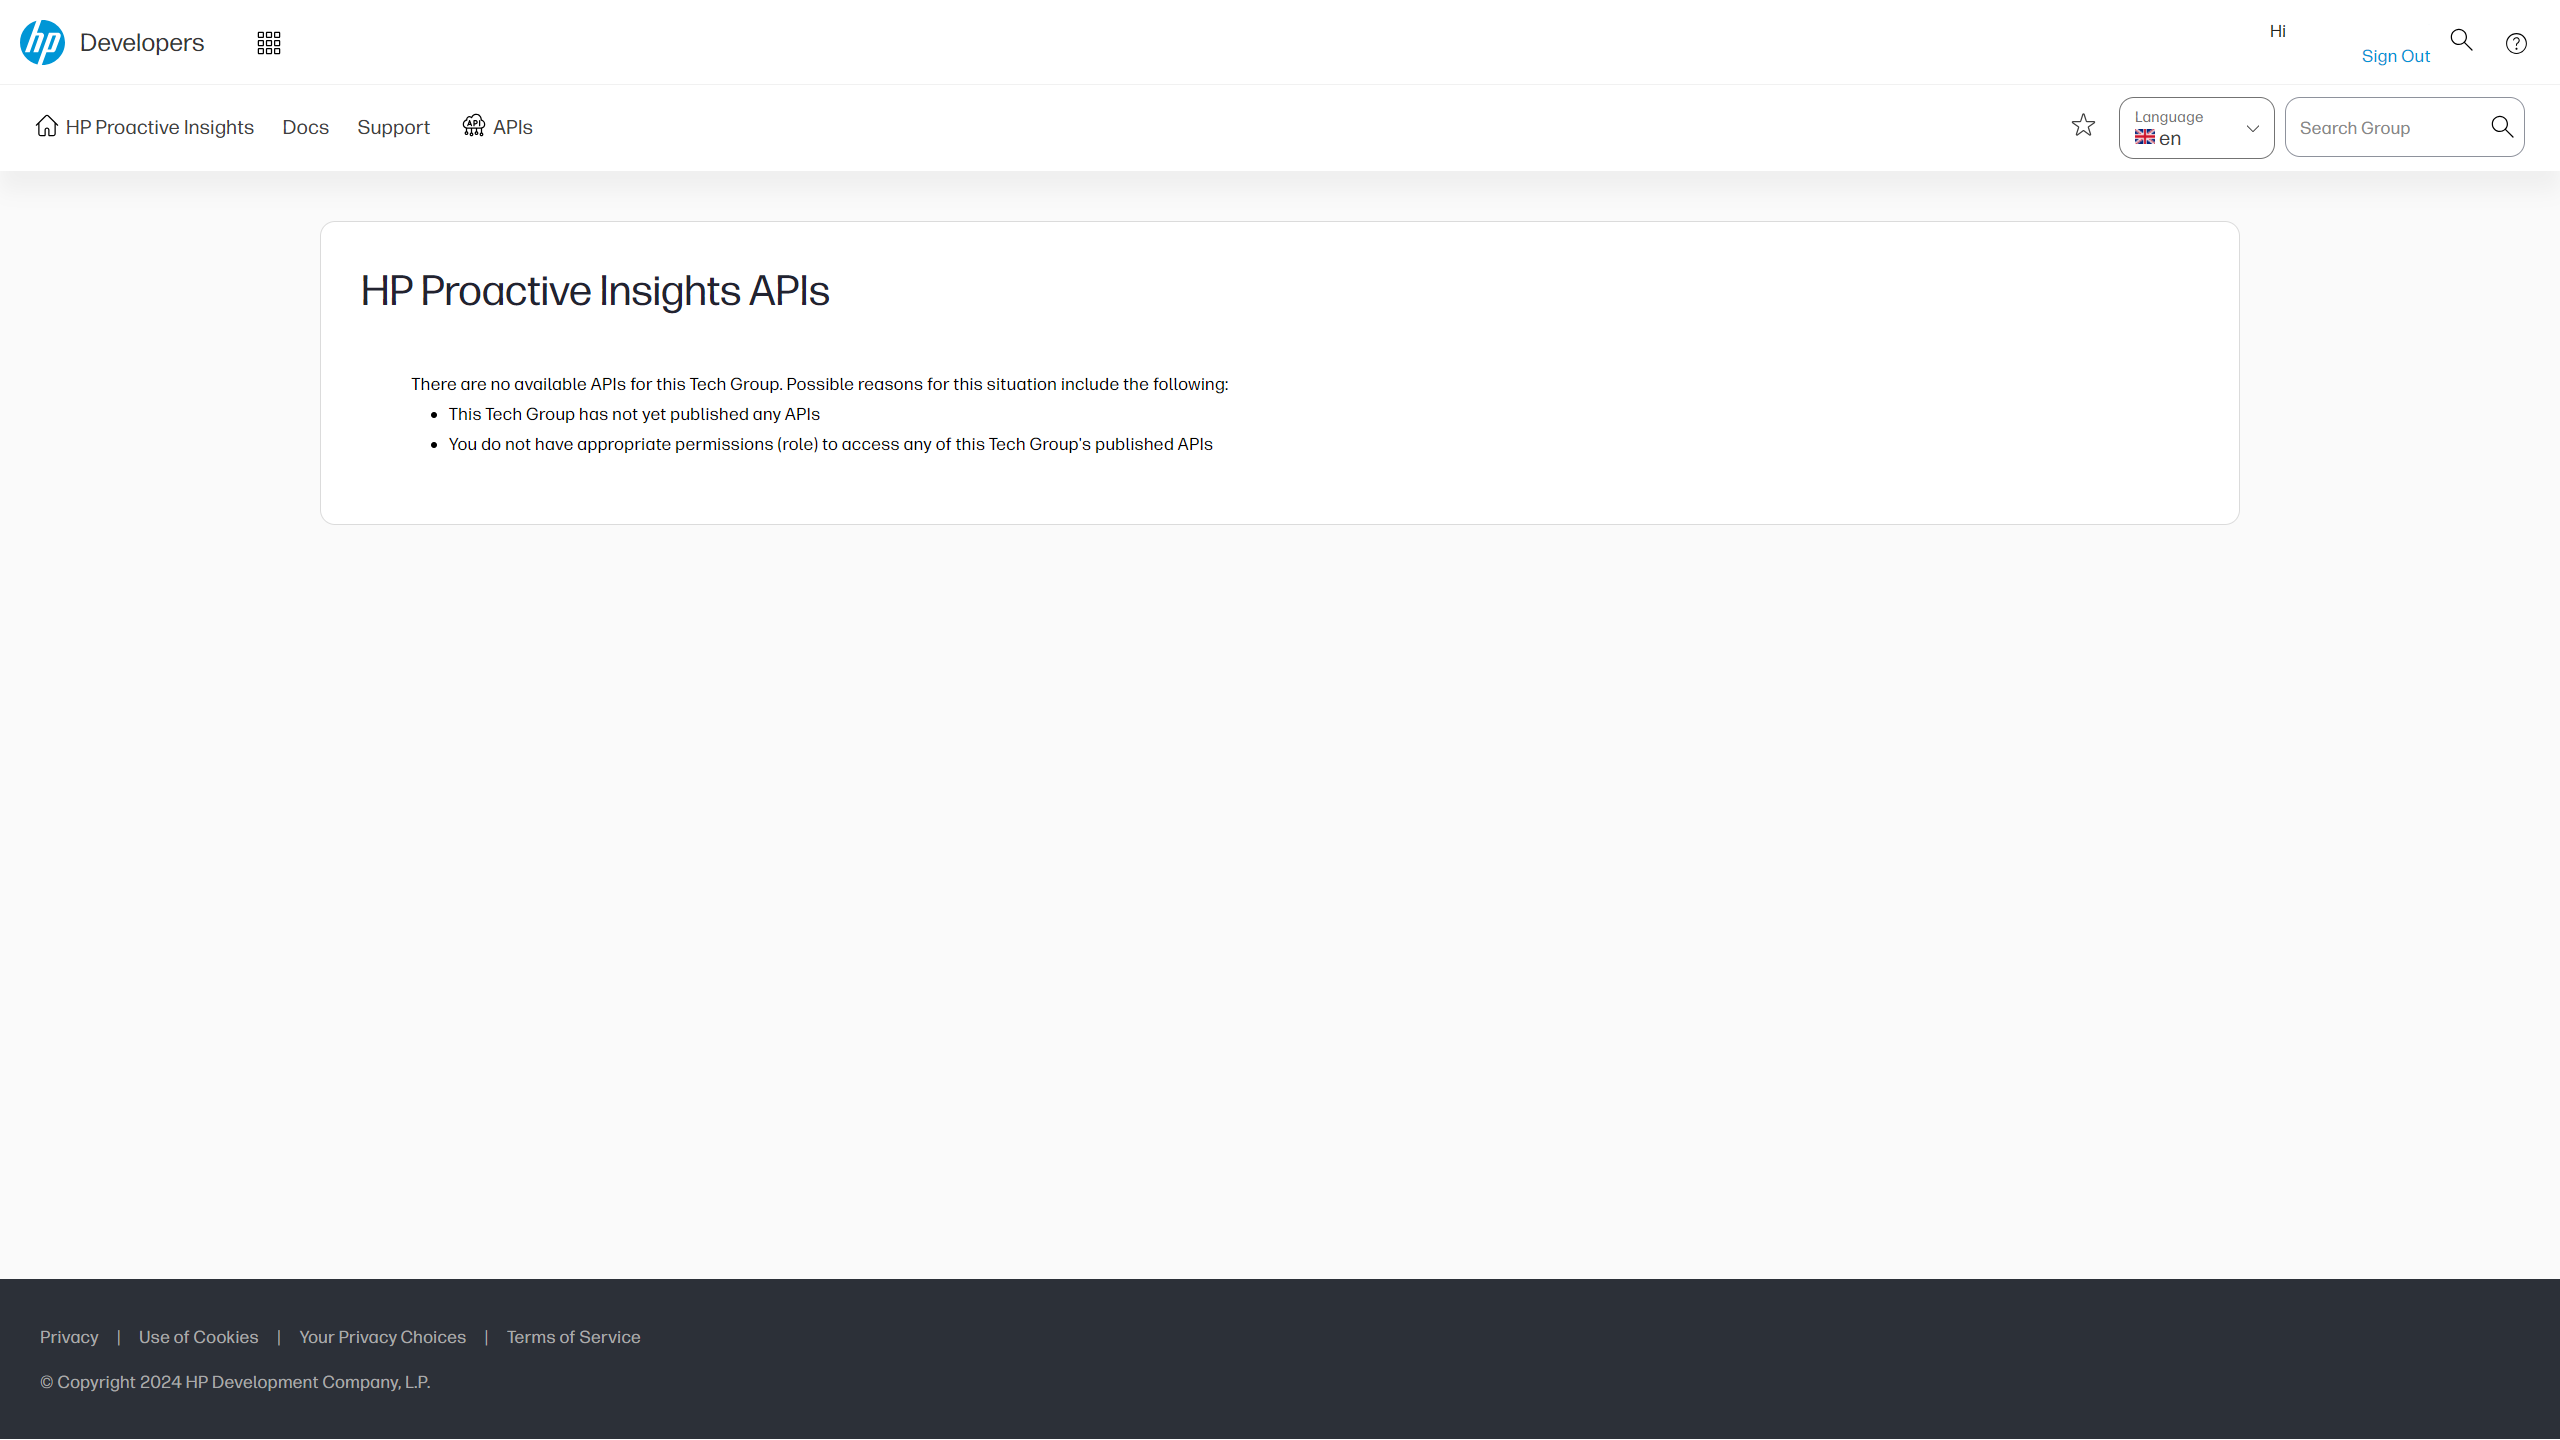 hp Developers
Hi
Sign Out
HP Proactive Insights Docs Support API APIs
Language
en
Search Group
HP Proactive Insights APIs
There are no available APIs for this Tech Group. Possible reasons for this situation include the following:
• This Tech Group has not yet published any APIs
• You do not have appropriate permissions (role) to access any of this Tech Group's published APIs
Privacy | Use of Cookies | Your Privacy Choices | Terms of Service
© Copyright 2024 HP Development Company, L.P.